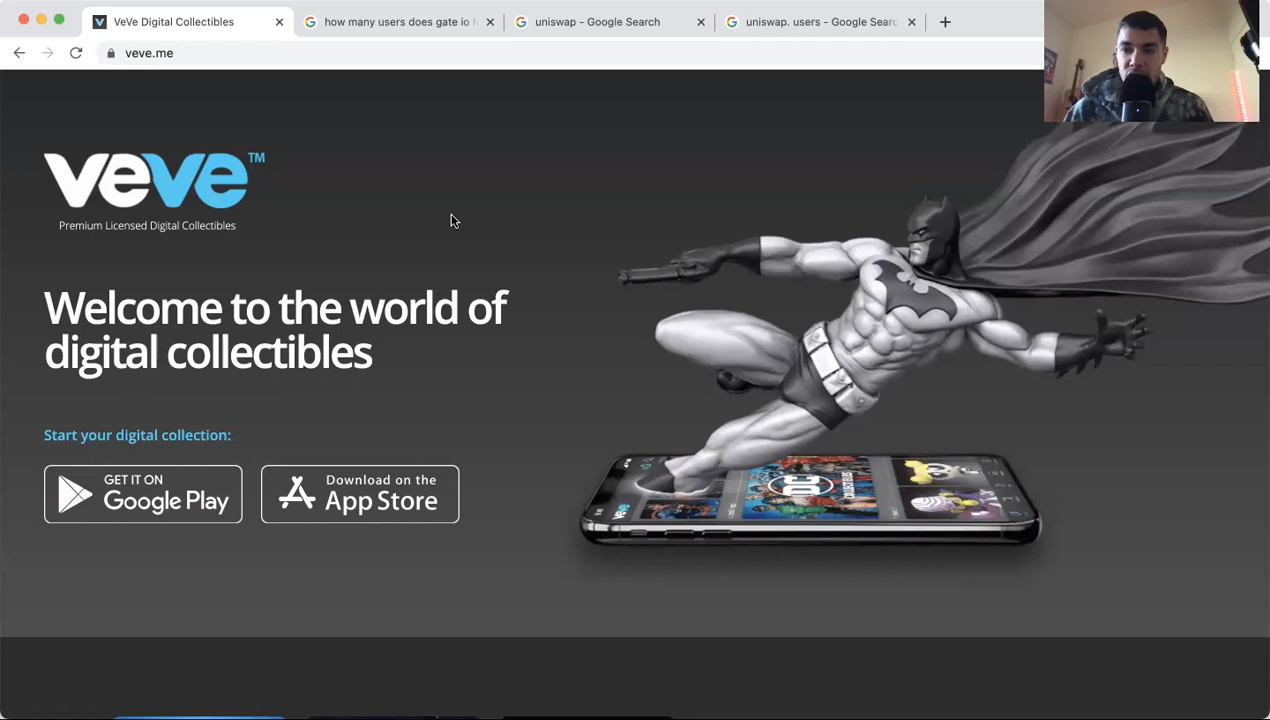 VeVe Digital Collectibles
how many users does gate io h
uniswap - Google Search
uniswap. users - Google Searc
veve.me
veve™
Premium Licensed Digital Collectibles
Welcome to the world of
digital collectibles
Start your digital collection:
GET IT ON
Google Play
Download on the
App Store
DC